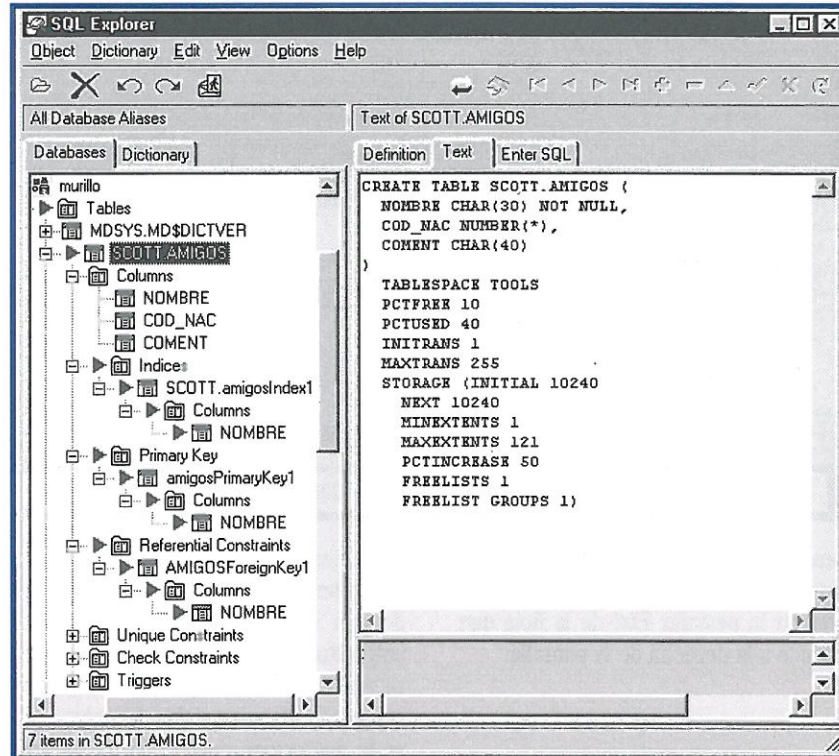 SQL Explorer
Object Dictionary Edit View Options Help
All Database Aliases
Text of SCOTT.AMIGOS
Databases Dictionary
Definition Text Enter SQL
murillo
Tables
MDSYS.MD$DICTVER
SCOTT.AMIGOS
Columns
NOMBRE
COD_NAC
COMENT
Indices
SCOTT.amigosIndex1
Columns
NOMBRE
Primary Key
amigosPrimaryKey1
Columns
NOMBRE
Referential Constraints
AMIGOSForeignKey1
Columns
NOMBRE
Unique Constraints
Check Constraints
Triggers
CREATE TABLE SCOTT.AMIGOS (
NOMBRE CHAR(30) NOT NULL,
COD_NAC NUMBER(*),
COMENT CHAR(40)
)
TABLESPACE TOOLS
PCTFREE 10
PCTUSED 40
INITRANS 1
MAXTRANS 255
STORAGE (INITIAL 10240
NEXT 10240
MINEXTENTS 1
MAXEXTENTS 121
PCTINCREASE 50
FREELISTS 1
FREELIST GROUPS 1)
:
7 items in SCOTT.AMIGOS.